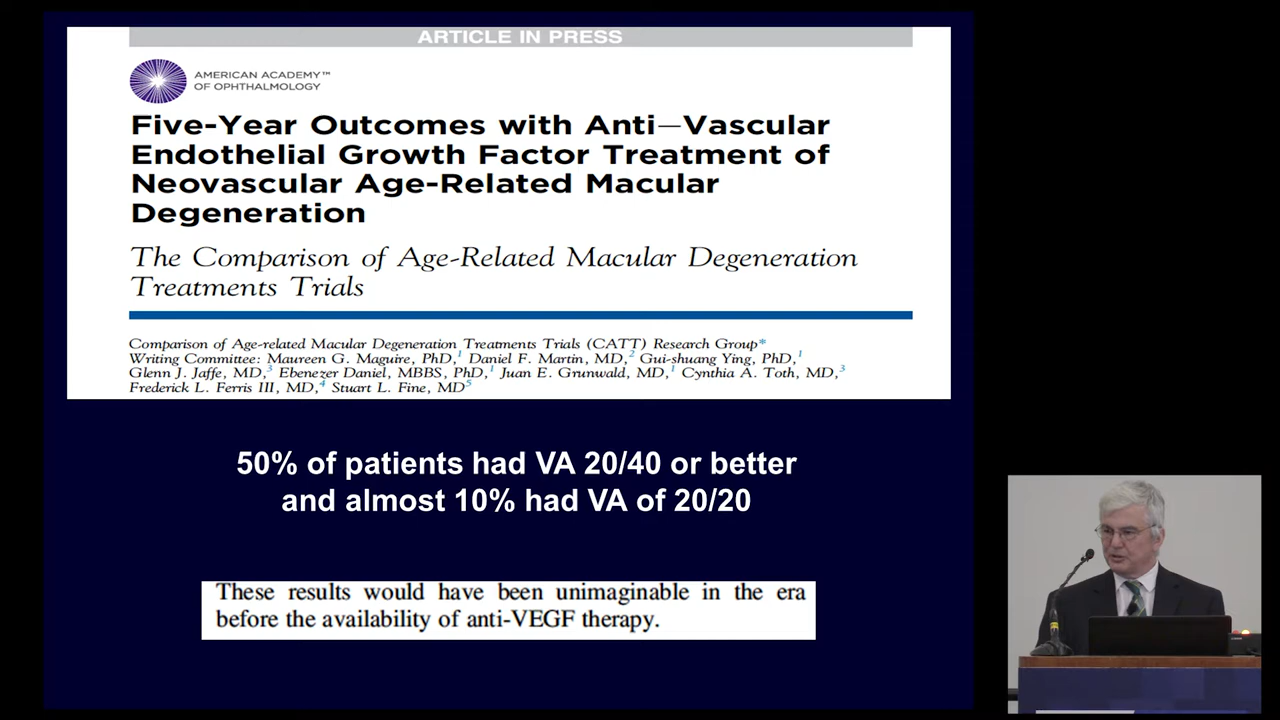 ARTICLE IN PRESS
AMERICAN ACADEMY™
OF OPHTHALMOLOGY
Five-Year Outcomes with Anti–Vascular
Endothelial Growth Factor Treatment of
Neovascular Age-Related Macular
Degeneration
The Comparison of Age-Related Macular Degeneration
Treatments Trials
Comparison of Age-related Macular Degeneration Treatments Trials (CATT) Research Group*
Writing Committee: Maureen G. Maguire, PhD,1 Daniel F. Martin, MD,2 Gui-shuang Ying, PhD,1
Glenn J. Jaffe, MD,3 Ebenezer Daniel, MBBS, PhD,1 Juan E. Grunwald, MD,1 Cynthia A. Toth, MD,3
Frederick L. Ferris III, MD,4 Stuart L. Fine, MD5
50% of patients had VA 20/40 or better
and almost 10% had VA of 20/20
These results would have been unimaginable in the era
before the availability of anti-VEGF therapy.